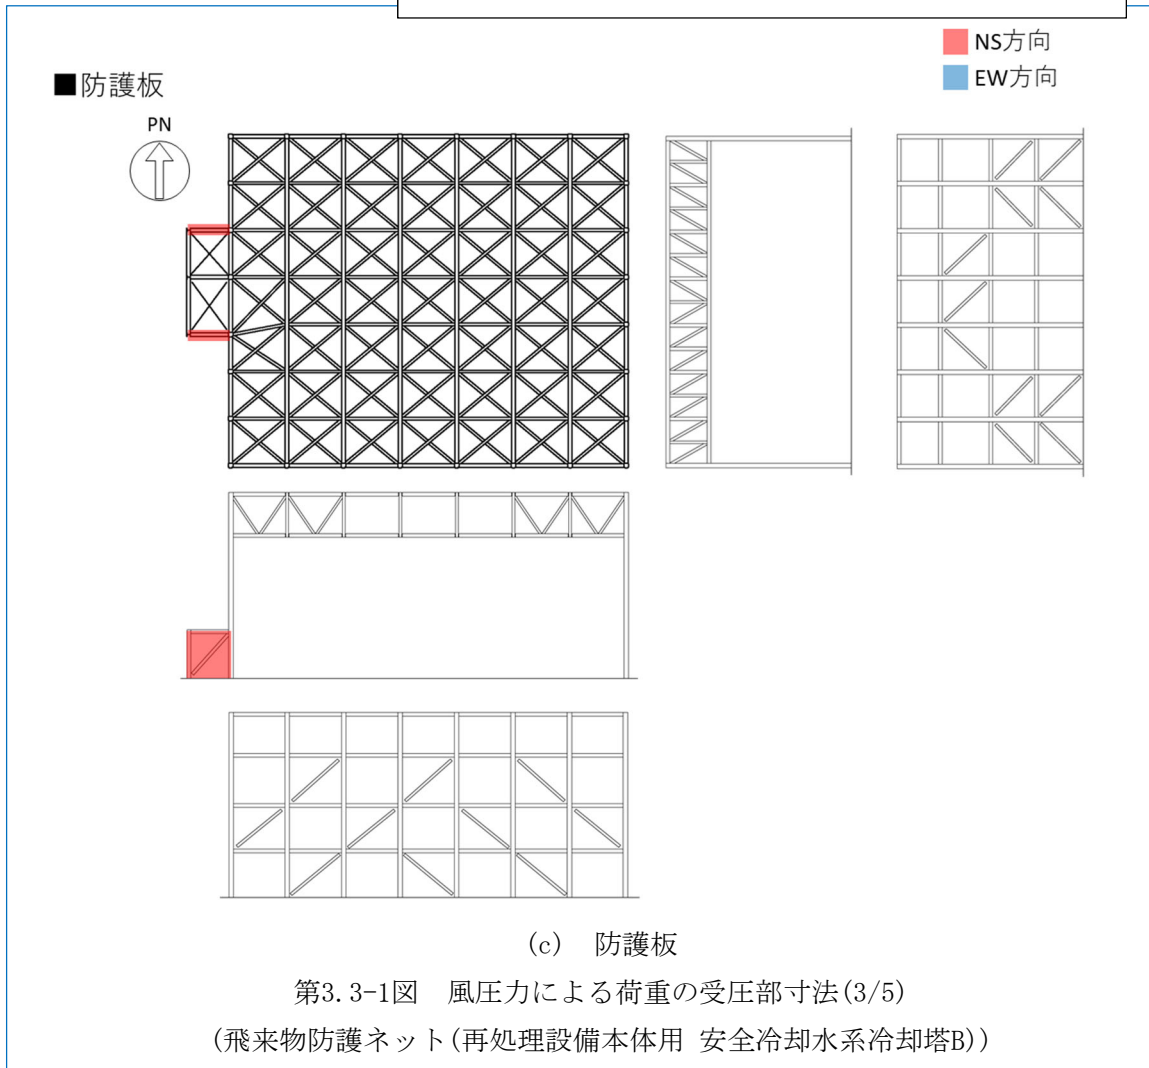 NS方向
EW方向
■防護板
PN
(c) 防護板
第3.3-1図 風圧力による荷重の受圧部寸法(3/5)
(飛来物防護ネット(再処理設備本体用 安全冷却水系冷却塔B))